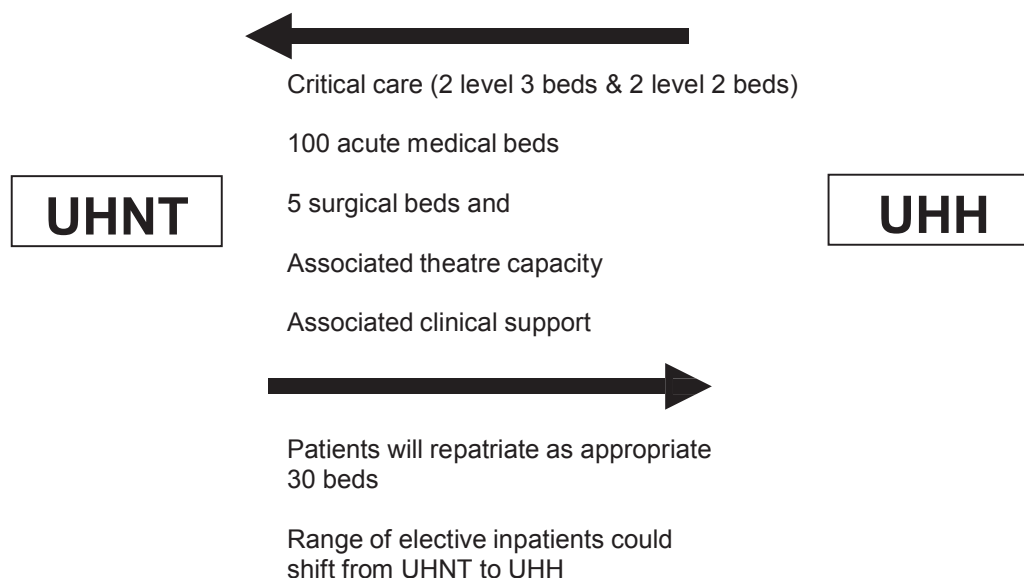 Critical care (2 level 3 beds & 2 level 2 beds)
100 acute medical beds
UHNT
5 surgical beds and
UHH
Associated theatre capacity
Associated clinical support
Patients will repatriate as appropriate
30 beds
Range of elective inpatients could
shift from UHNT to UHH